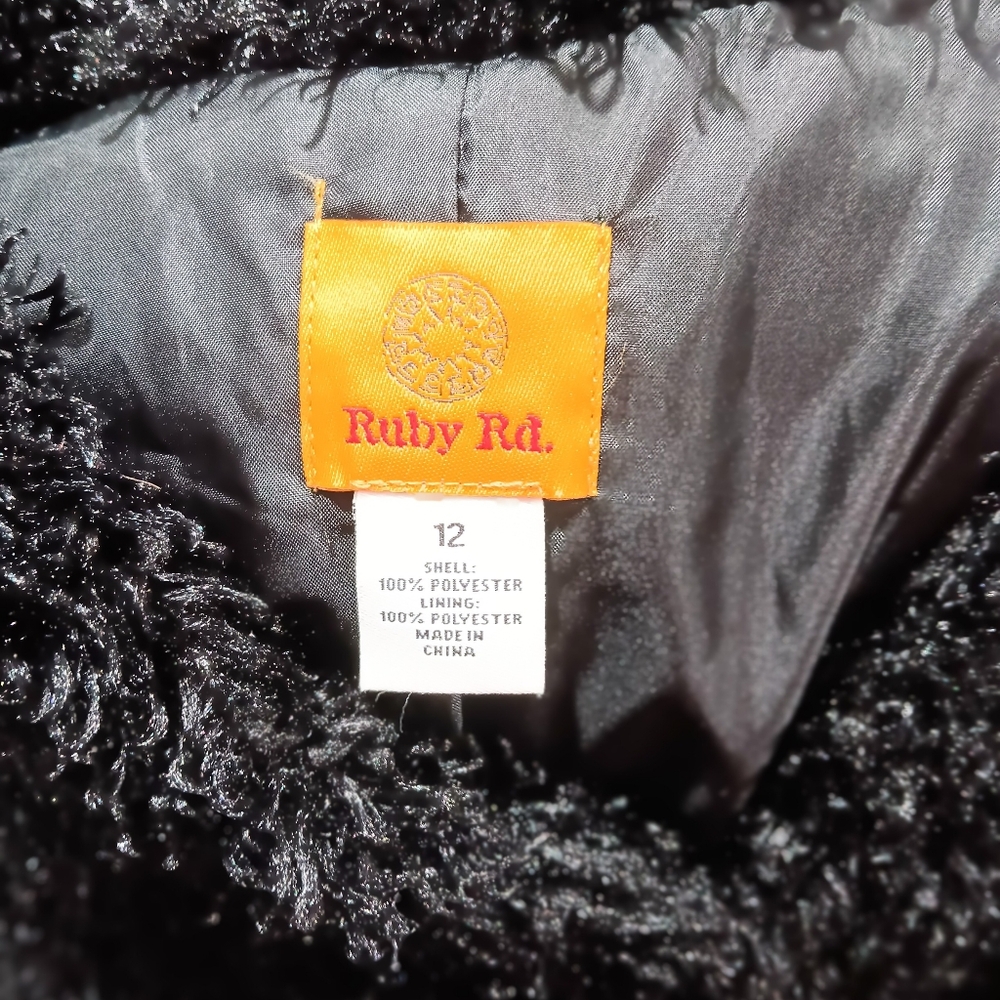 Ruby Rd.
12
SHELL:
100% POLYESTER
LINING:
100% POLYESTER
MADE IN
CHINA